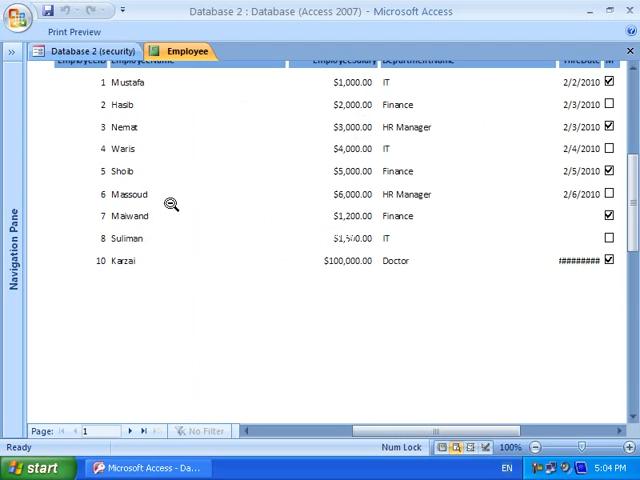 Database 2 : Database (Access 2007) - Microsoft Access
Print Preview
Database 2 (security) Employee
EmployeeID EmployeeName EmployeeSalary DepartmentName HireDate M
1 Mustafa $1,000.00 IT 2/2/2010
2 Hasib $2,000.00 Finance 2/3/2010
3 Nemat $3,000.00 HR Manager 2/3/2010
4 Waris $4,000.00 IT 2/4/2010
5 Shoib $5,000.00 Finance 2/5/2010
6 Massoud $6,000.00 HR Manager 2/6/2010
7 Maiwand $1,200.00 Finance
8 Suliman IT
10 Karzai $100,000.00 Doctor #########
Navigation Pane
Page: 1 No Filter
Ready Num Lock 100%
start Microsoft Access - Da... EN 5:04 PM